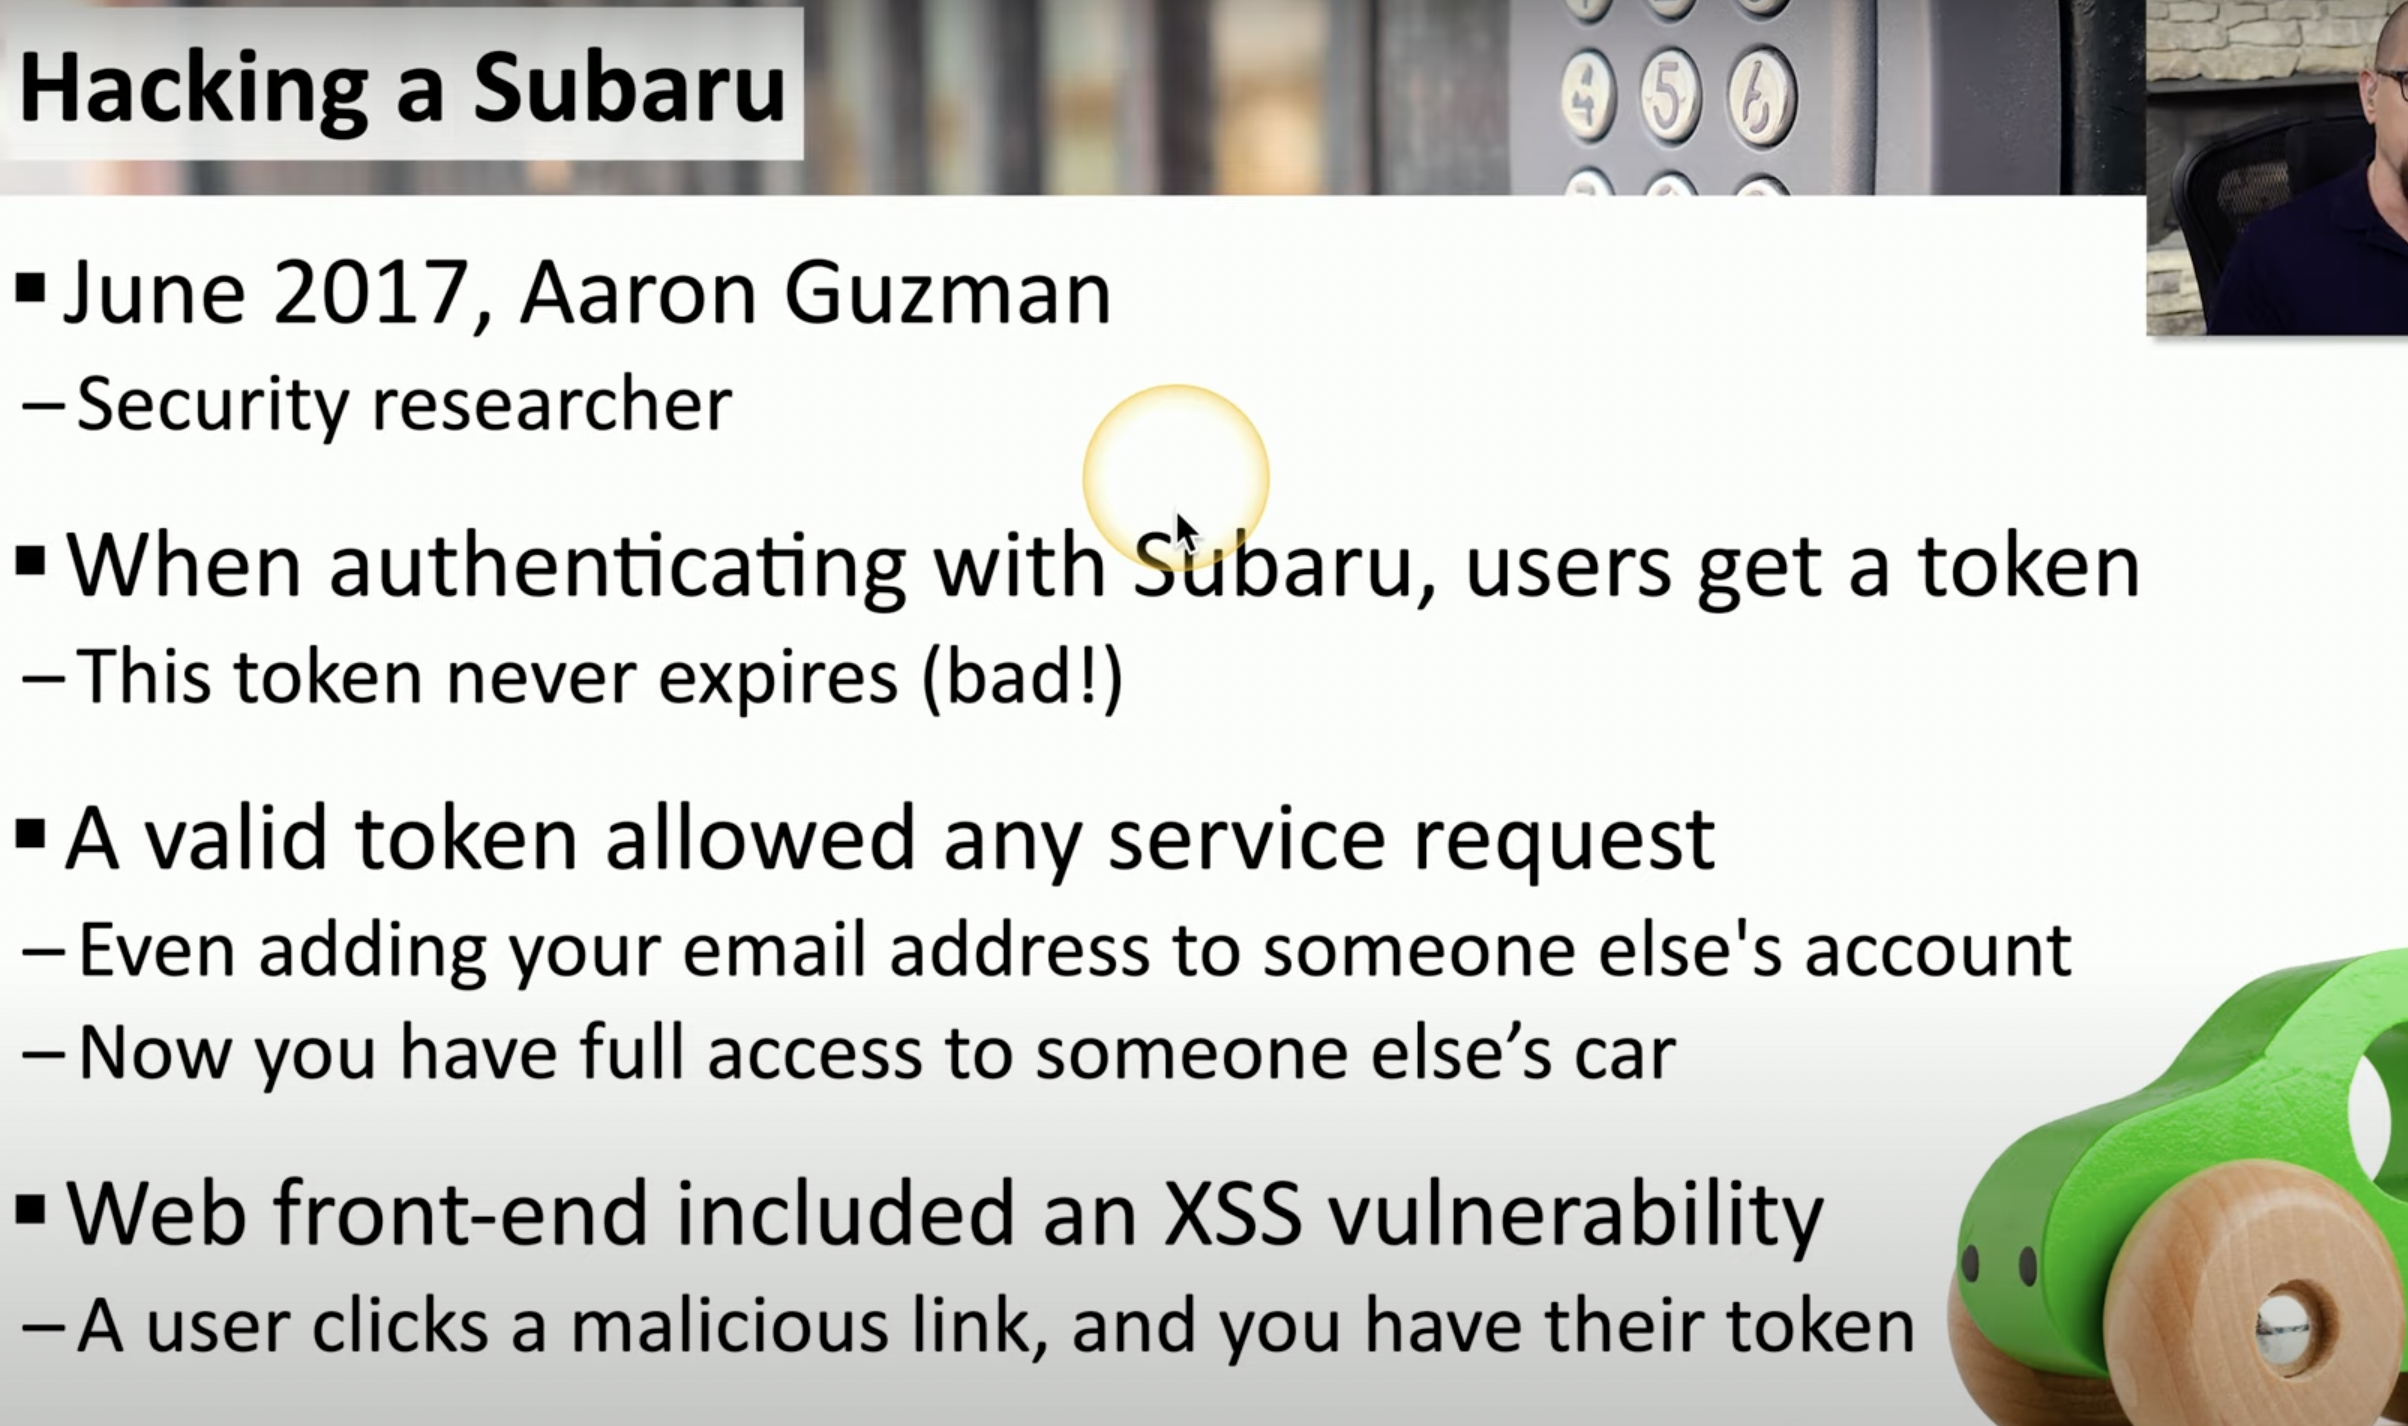 Hacking a Subaru
4 5 6
▪ June 2017, Aaron Guzman
– Security researcher
▪ When authenticating with Subaru, users get a token
– This token never expires (bad!)
▪ A valid token allowed any service request
– Even adding your email address to someone else's account
– Now you have full access to someone else’s car
▪ Web front-end included an XSS vulnerability
– A user clicks a malicious link, and you have their token